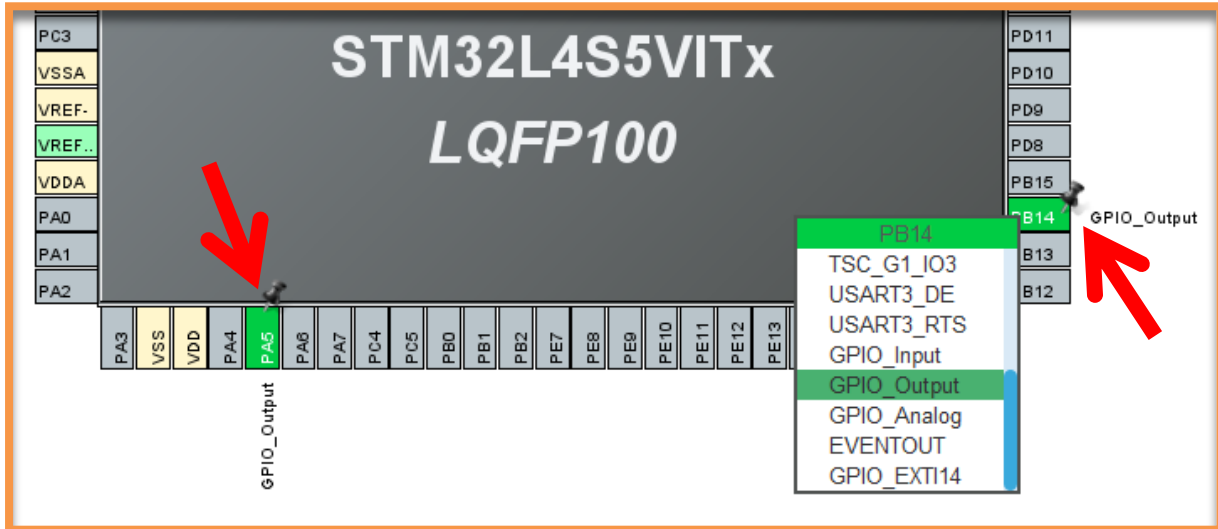 PC3
VSSA
VREF-
VREF..
VDDA
PA0
PA1
PA2
STM32L4S5VITx
LQFP100
PD11
PD10
PD9
PD8
PB15
PB14 GPIO_Output
B13
B12
PB14
TSC_G1_IO3
USART3_DE
USART3_RTS
GPIO_Input
GPIO_Output
GPIO_Analog
EVENTOUT
GPIO_EXTI14
PA3
VSS
VDD
PA4
PA5
PA6
PA7
PC4
PC5
PB0
PB1
PB2
PE7
PE8
PE9
PE10
PE11
PE12
PE13
GPIO_Output